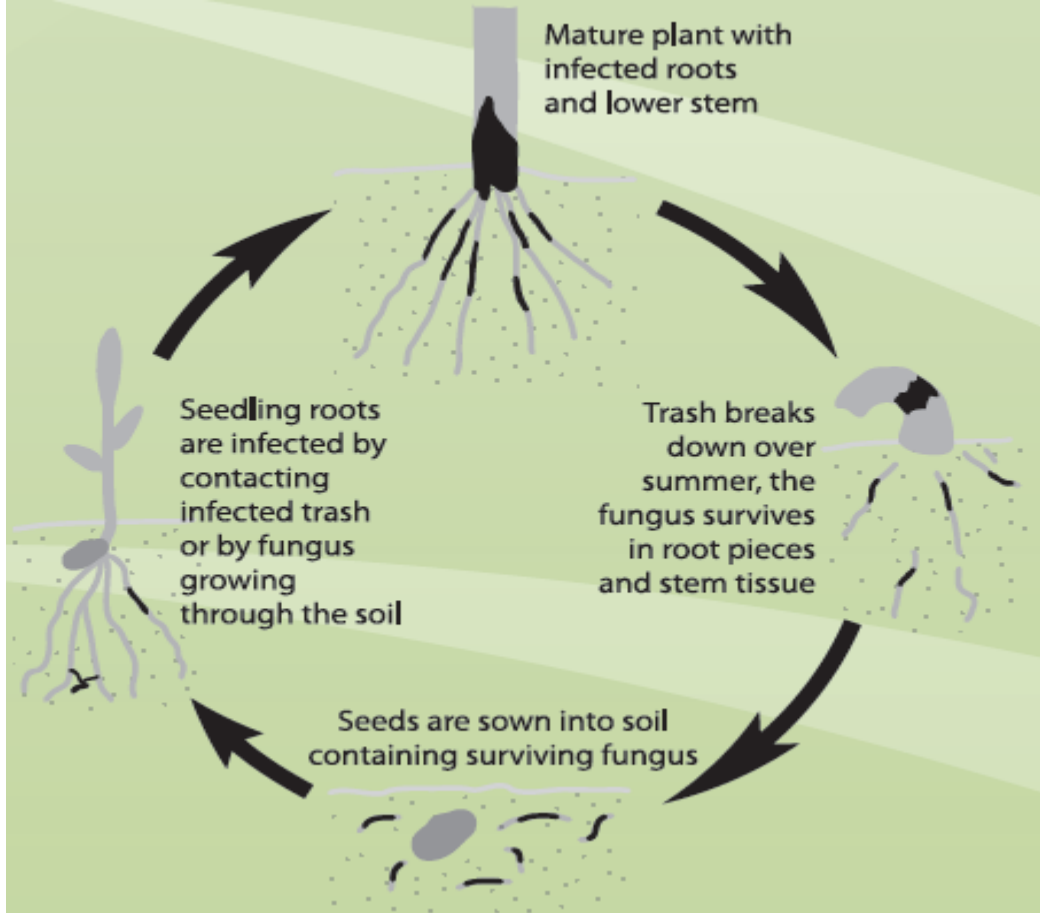 Mature plant with
infected roots
and lower stem
Trash breaks
down over
summer, the
fungus survives
in root pieces
and stem tissue
Seeds are sown into soil
containing surviving fungus
Seedling roots
are infected by
contacting
infected trash
or by fungus
growing
through the soil